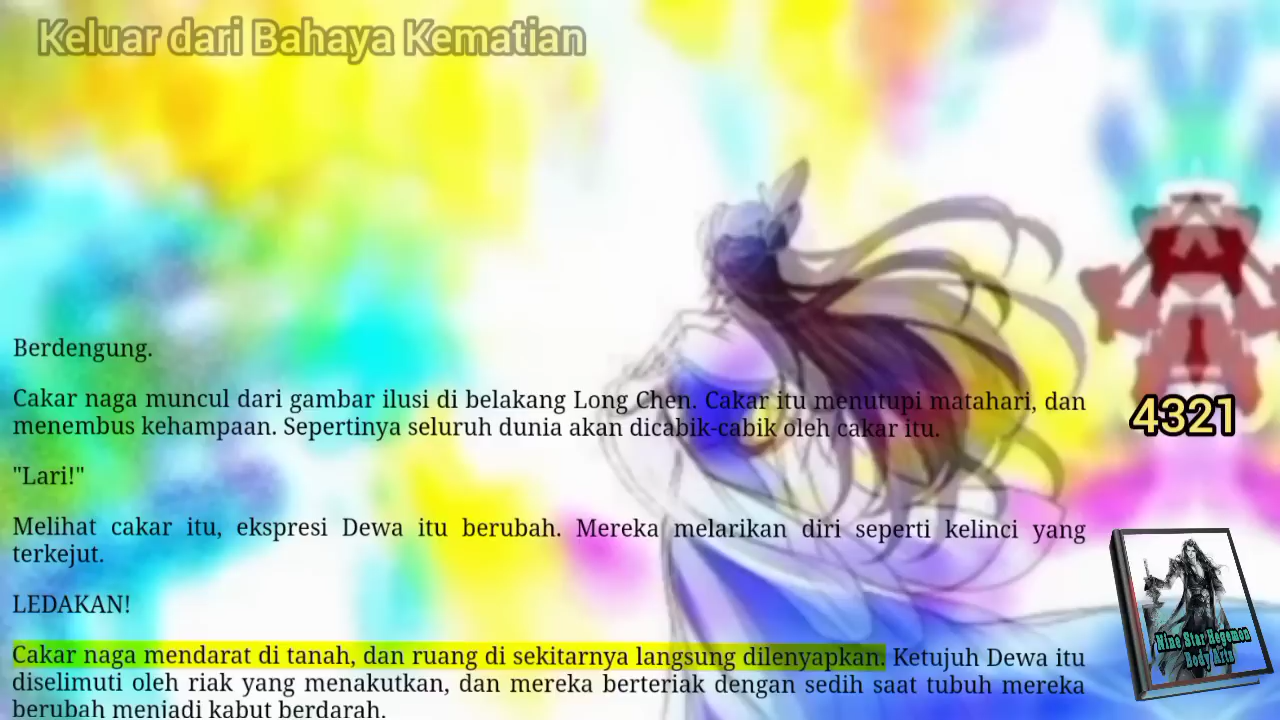 Keluar dari Bahaya Kematian
Berdengung.
Cakar naga muncul dari gambar ilusi di belakang Long Chen. Cakar itu menutupi matahari, dan
menembus kehampaan. Sepertinya seluruh dunia akan dicabik-cabik oleh cakar itu.
"Lari!"
Melihat cakar itu, ekspresi Dewa itu berubah. Mereka melarikan diri seperti kelinci yang
terkejut.
LEDAKAN!
Cakar naga mendarat di tanah, dan ruang di sekitarnya langsung dilenyapkan. Ketujuh Dewa itu
diselimuti oleh riak yang menakutkan, dan mereka berteriak dengan sedih saat tubuh mereka
berubah menjadi kabut berdarah.
4321
Nine Star Hegemon
Body Arts